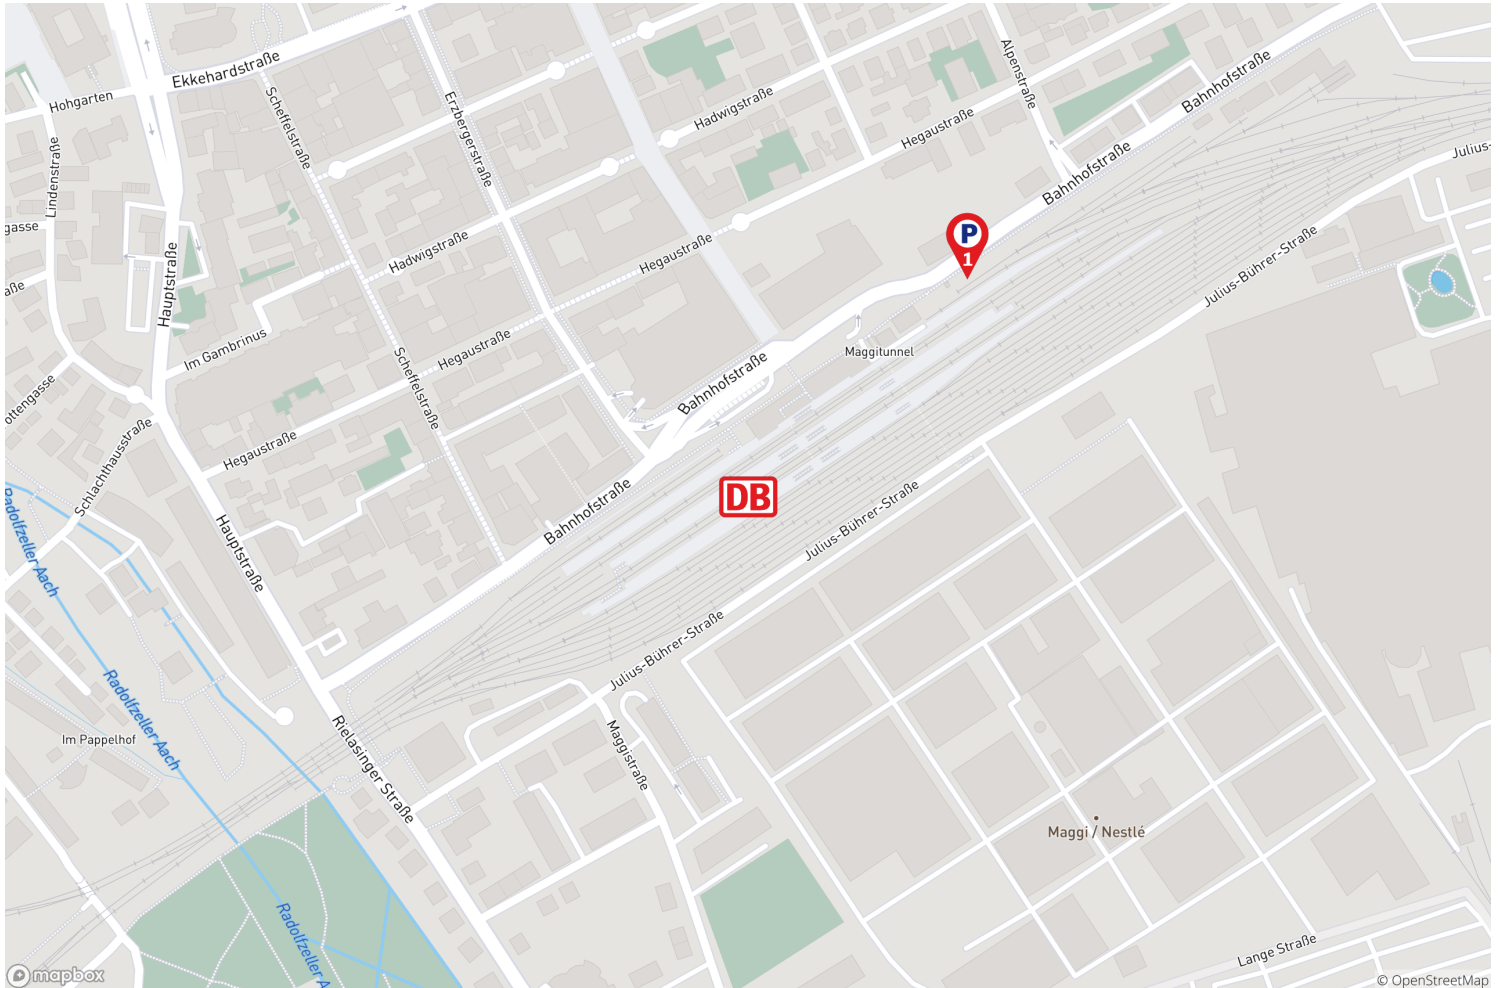 Ekkehardstraße
Hohgarten
Scheffelstraße
Erzbergerstraße
Hadwigstraße
Alpenstraße
Hegaustraße
Bahnhofstraße
Bahnhofstraße
Julius-
Lindenstraße
gasse
aße
Hauptstraße
Hadwigstraße
Hegaustraße
P
1
Julius-Bührer-Straße
Im Gambrinus
Hegaustraße
Scheffelstraße
Maggitunnel
Bahnhofstraße
ottengasse
Schlachthausstraße
Hegaustraße
Bahnhofstraße
DB
Julius-Bührer-Straße
Radolfzeller Aach
Hauptstraße
Julius-Bührer-Straße
Radolfzeller Aach
Im Pappelhof
Rielasinger Straße
Maggistraße
Maggi / Nestlé
Radolfzeller A
Lange Straße
mapbox
© OpenStreetMap